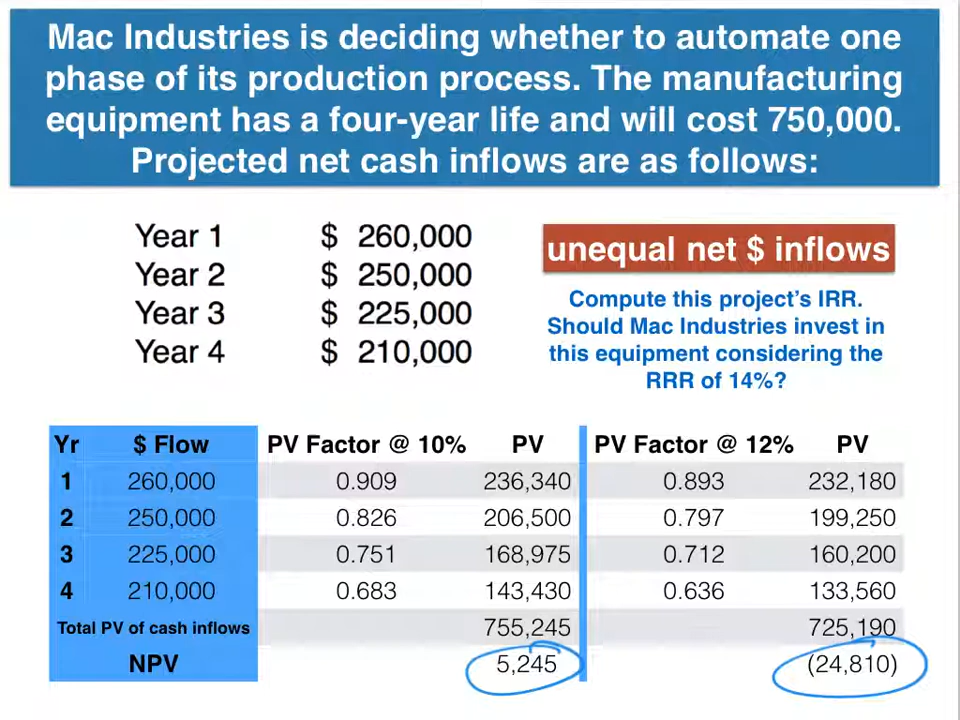 Mac Industries is deciding whether to automate one
phase of its production process. The manufacturing
equipment has a four-year life and will cost 750,000.
Projected net cash inflows are as follows:
Year 1 $ 260,000
Year 2 $ 250,000
Year 3 $ 225,000
Year 4 $ 210,000
unequal net $ inflows
Compute this project's IRR.
Should Mac Industries invest in
this equipment considering the
RRR of 14%?
Yr $ Flow PV Factor @ 10% PV PV Factor @ 12% PV
1 260,000 0.909 236,340 0.893 232,180
2 250,000 0.826 206,500 0.797 199,250
3 225,000 0.751 168,975 0.712 160,200
4 210,000 0.683 143,430 0.636 133,560
Total PV of cash inflows 755,245 725,190
NPV 5,245 (24,810)